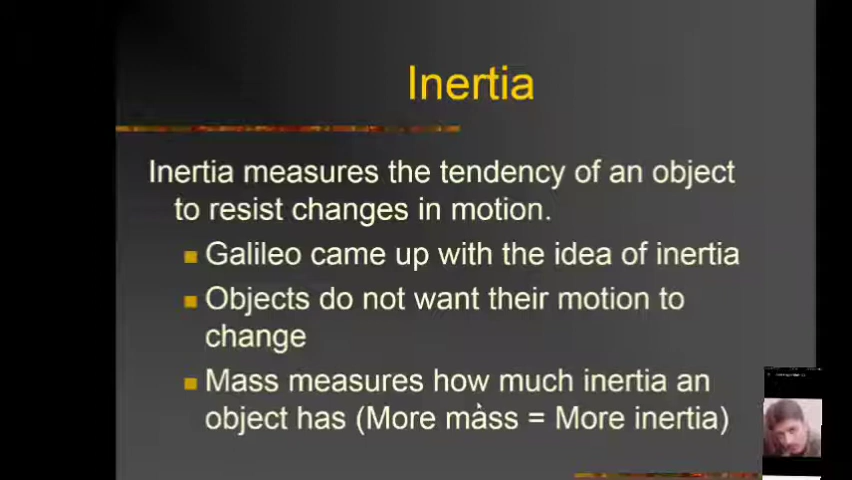 Inertia
Inertia measures the tendency of an object
to resist changes in motion.
Galileo came up with the idea of inertia
Objects do not want their motion to
change
Mass measures how much inertia an
object has (More mass = More inertia)